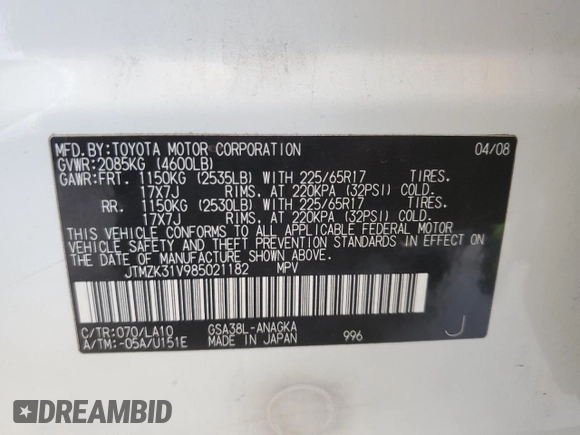 MFD.BY:TOYOTA MOTOR CORPORATION 04/08
GVWR:2085KG (4600LB)
GAWR:FRT. 1150KG (2535LB) WITH 225/65R17 TIRES.
17X7J RIMS. AT 220KPA (32PSI) COLD.
RR. 1150KG (2530LB) WITH 225/65R17 TIRES.
17X7J RIMS. AT 220KPA (32PSI) COLD.
THIS VEHICLE CONFORMS TO ALL APPLICABLE FEDERAL MOTOR
VEHICLE SAFETY AND THEFT PREVENTION STANDARDS IN EFFECT ON
THE DATE OF MANUFACTURE SHOWN ABOVE.
JTMZK31V985021182 MPV
C/TR:070/LA10 GSA38L-ANAGKA
A/TM:-05A/U151E MADE IN JAPAN 996
J
DREAMBID